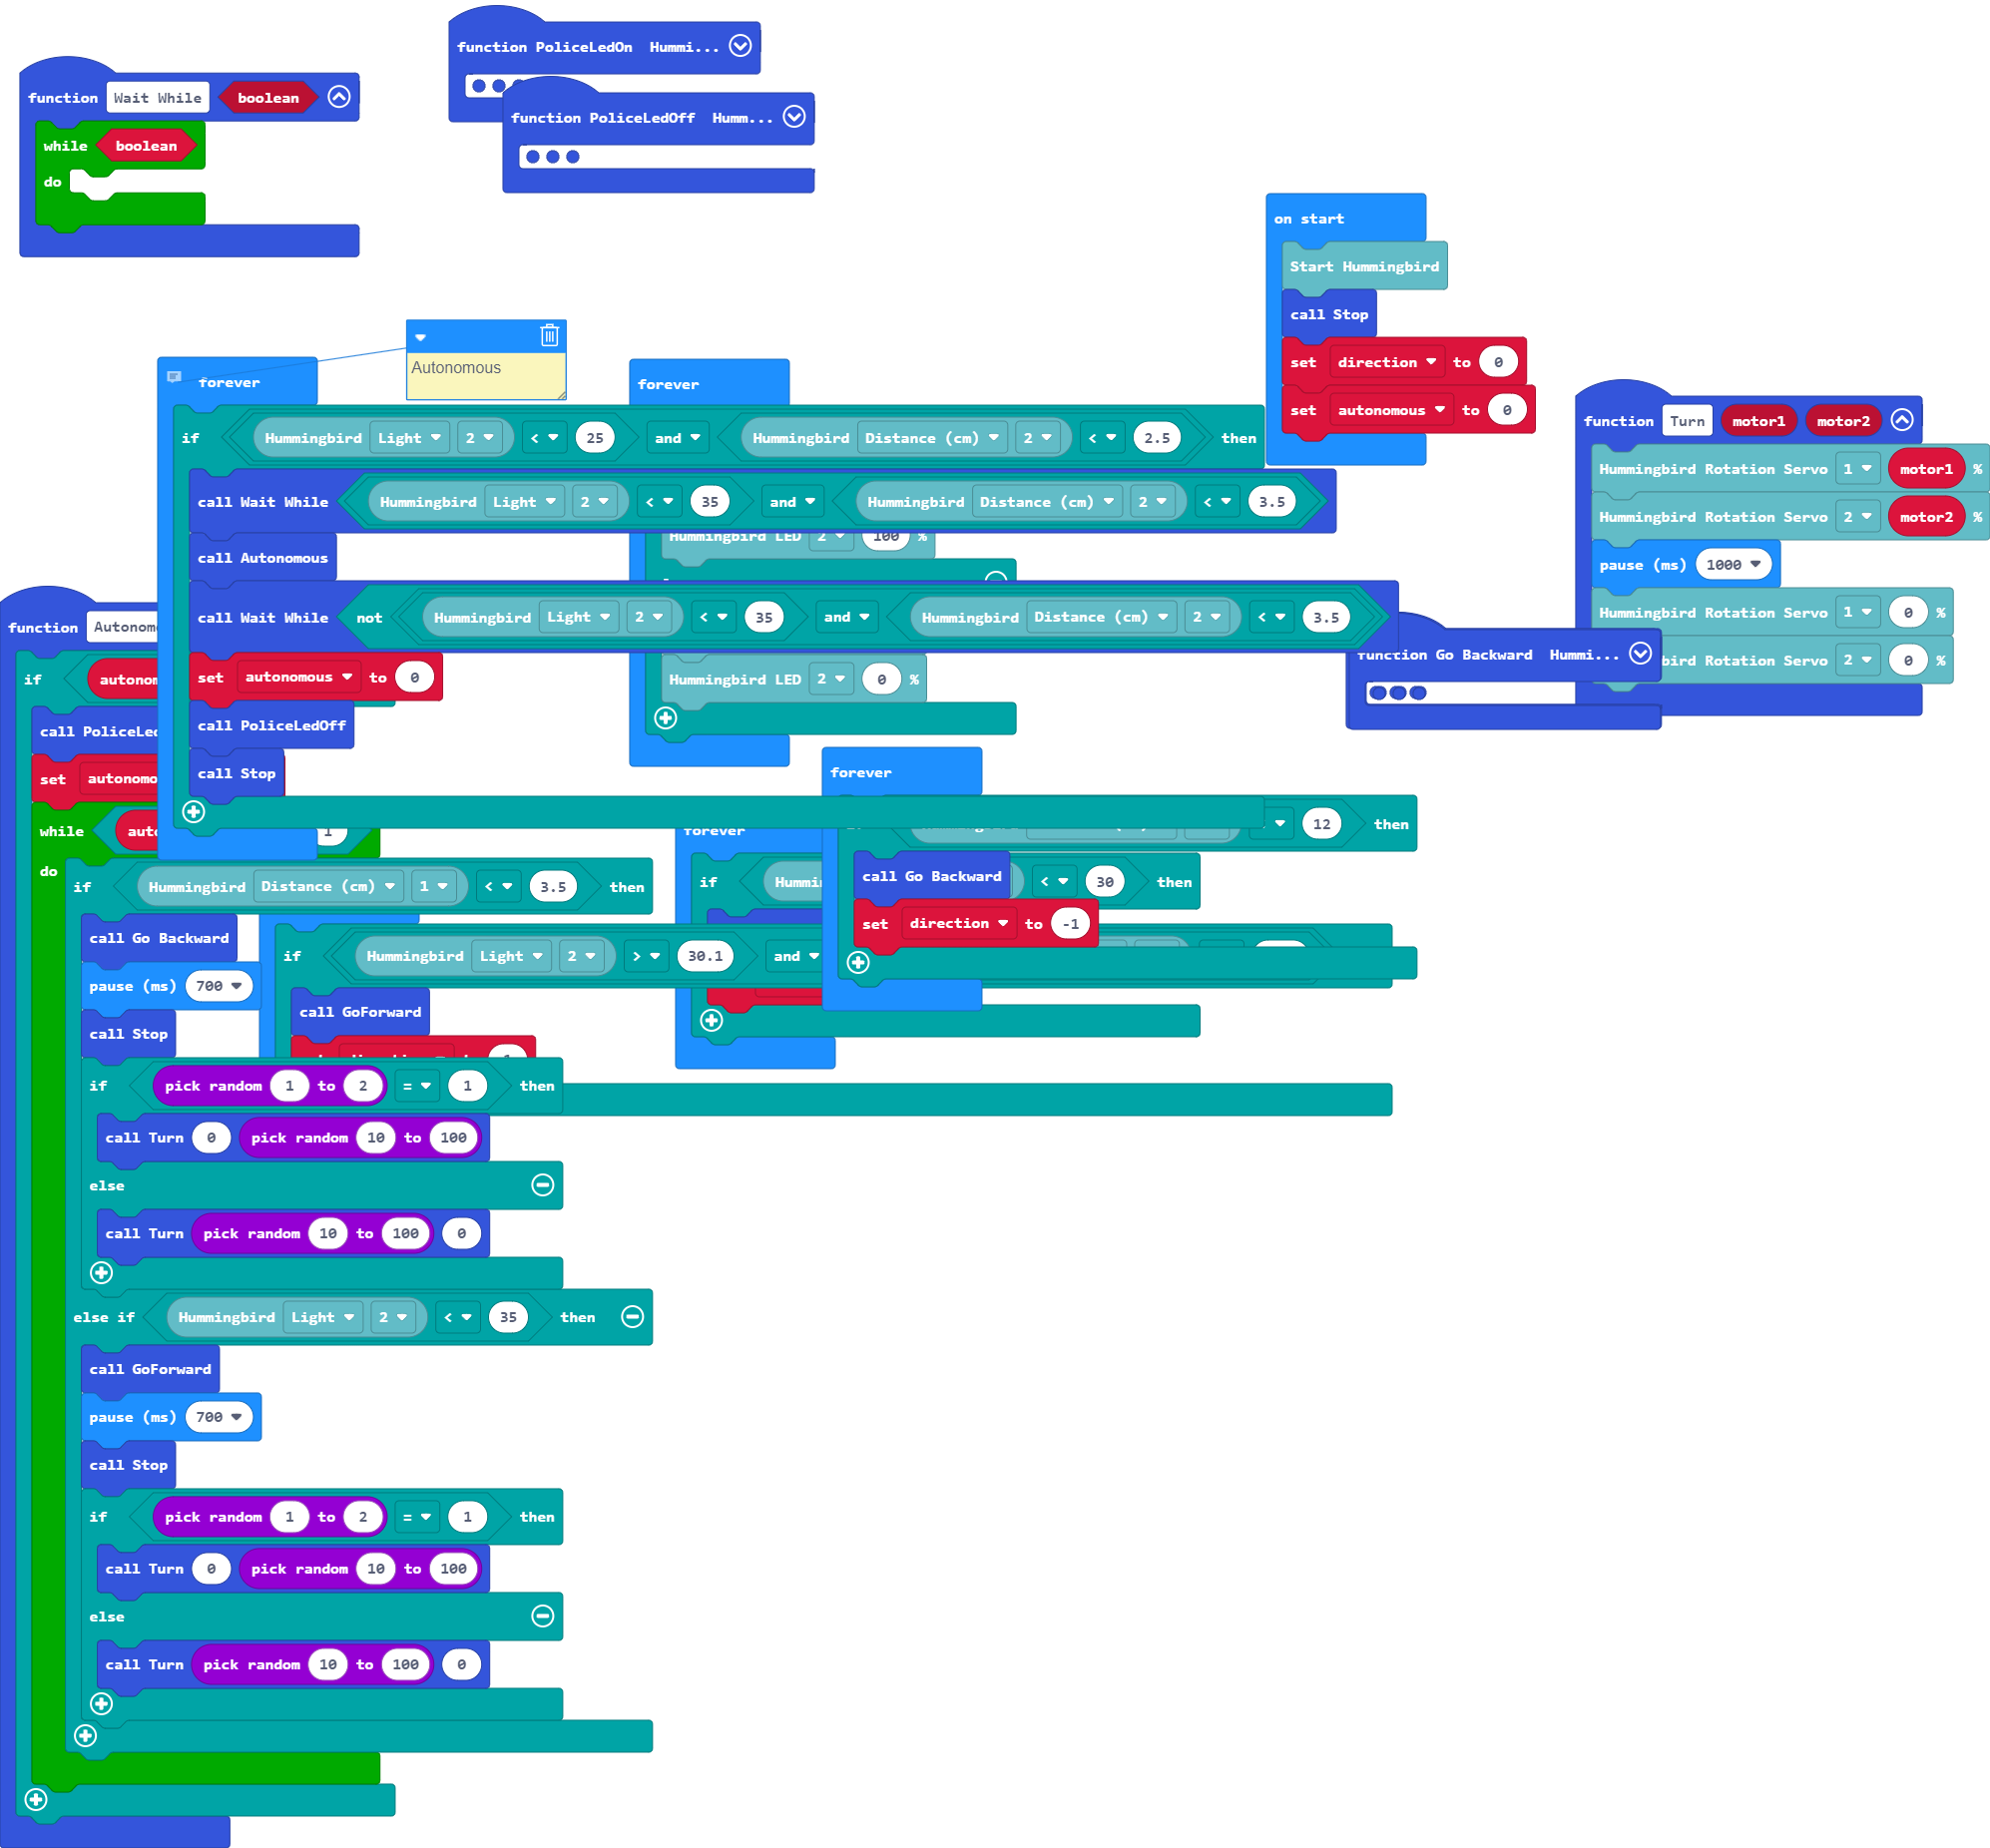 function PoliceLedOn Hummi...
function Wait While boolean
function PoliceLedOff Humm...
while boolean
do
on start
Start Hummingbird
call Stop
set direction to 0
set autonomous to 0
Autonomous
forever
if Hummingbird Light 2 < 25 and Hummingbird Distance (cm) 2 < 2.5 then
call Wait While Hummingbird Light 2 < 35 and Hummingbird Distance (cm) 2 < 3.5
call Autonomous
call Wait While not Hummingbird Light 2 < 35 and Hummingbird Distance (cm) 2 < 3.5
set autonomous to 0
call PoliceLedOff
call Stop
forever
Hummingbird LED 2 100 %
Hummingbird LED 2 0 %
function Turn motor1 motor2
Hummingbird Rotation Servo 1 motor1 %
Hummingbird Rotation Servo 2 motor2 %
pause (ms) 1000
Hummingbird Rotation Servo 1 0 %
bird Rotation Servo 2 0 %
function Go Backward Hummi...
forever
12 then
call Go Backward
set direction to -1
forever
if Hummi < 30 then
if Hummingbird Light 2 > 30.1 and
call GoForward
function Autonom
if autonom
call PoliceLed
set autonomo
while auto 1
do
if Hummingbird Distance (cm) 1 < 3.5 then
call Go Backward
pause (ms) 700
call Stop
if pick random 1 to 2 = 1 then
call Turn 0 pick random 10 to 100
else
call Turn pick random 10 to 100 0
else if Hummingbird Light 2 < 35 then
call GoForward
pause (ms) 700
call Stop
if pick random 1 to 2 = 1 then
call Turn 0 pick random 10 to 100
else
call Turn pick random 10 to 100 0